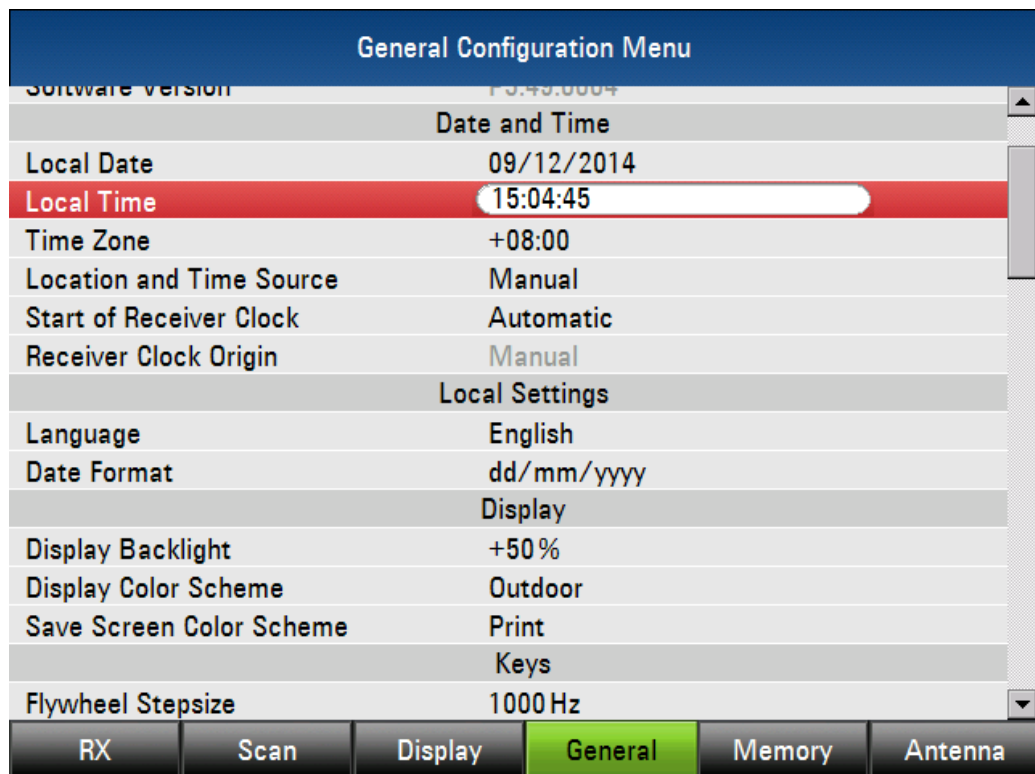 General Configuration Menu
Software Version
Date and Time
Local Date 09/12/2014
Local Time 15:04:45
Time Zone +08:00
Location and Time Source Manual
Start of Receiver Clock Automatic
Receiver Clock Origin Manual
Local Settings
Language English
Date Format dd/mm/yyyy
Display
Display Backlight +50%
Display Color Scheme Outdoor
Save Screen Color Scheme Print
Keys
Flywheel Stepsize 1000 Hz
RX Scan Display General Memory Antenna